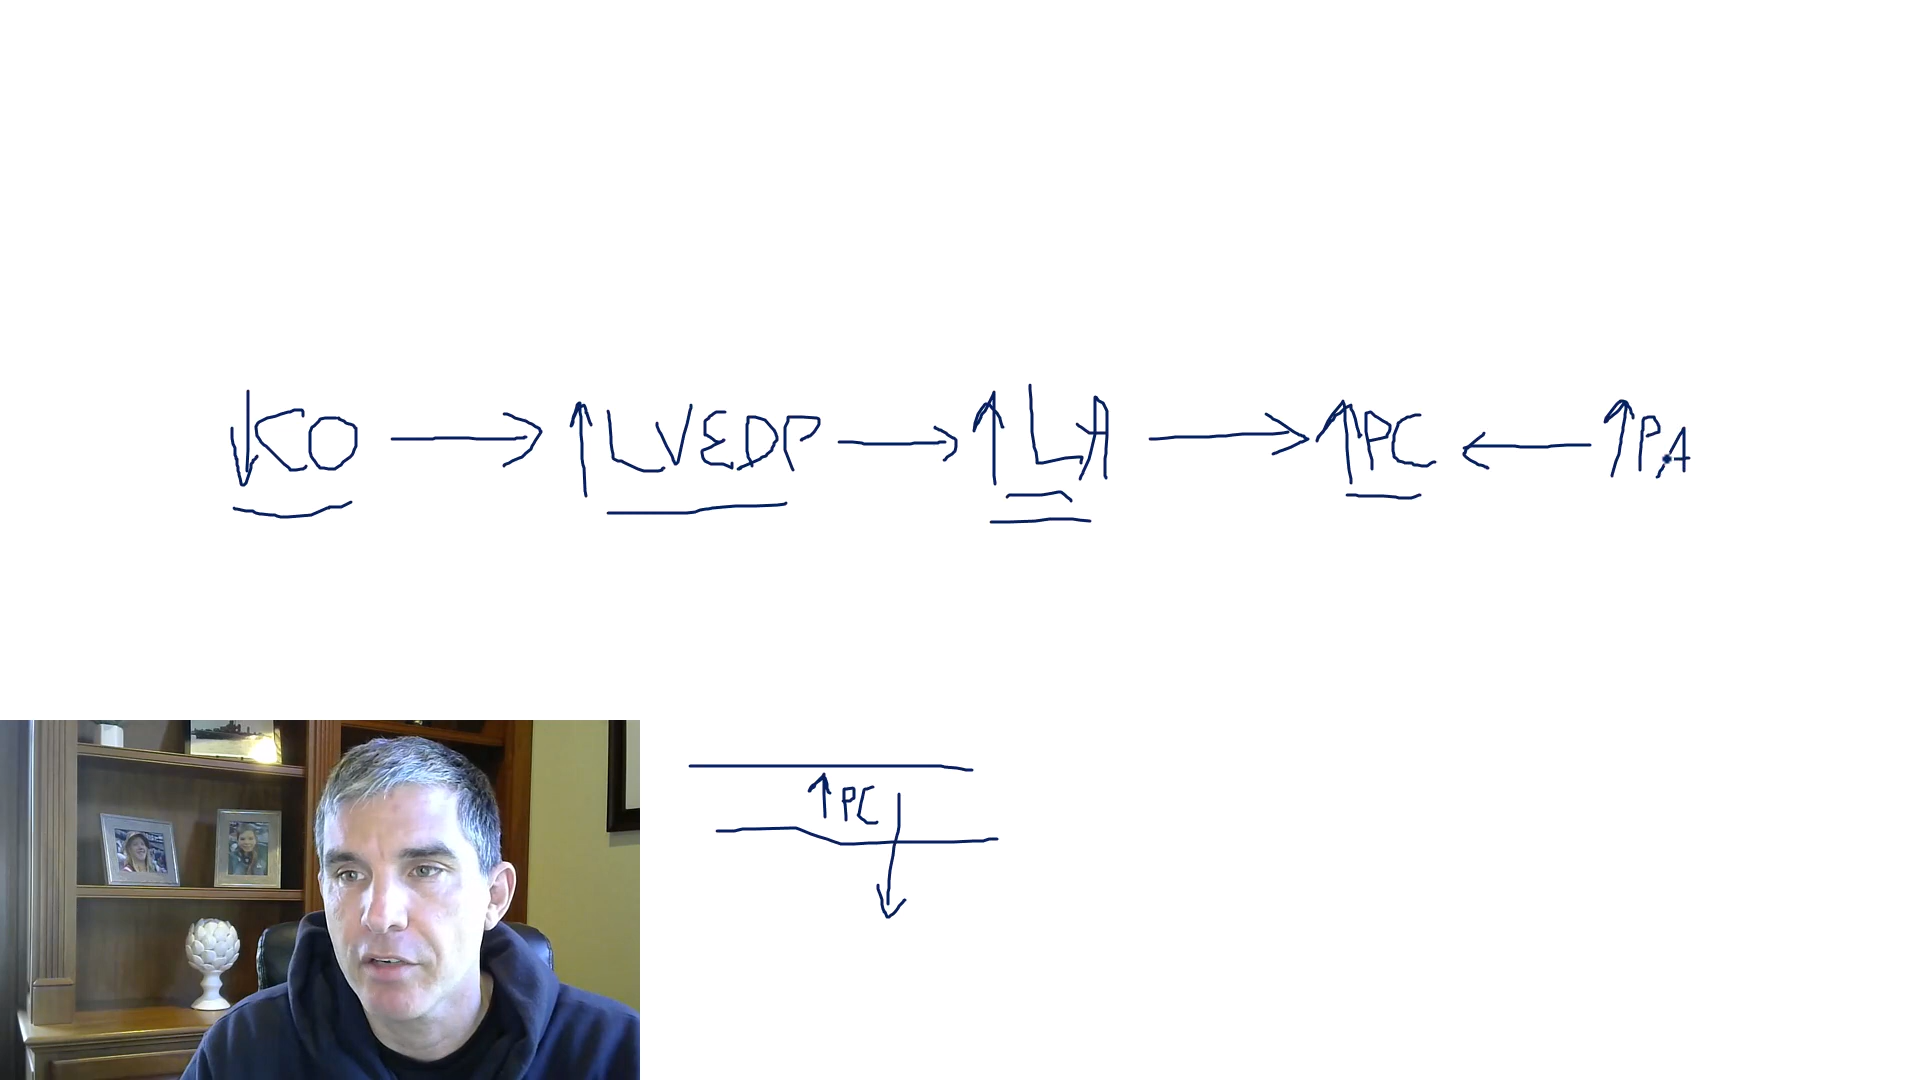 ↓CO → ↑LVEDP → ↑LA → ↑PC ← ↑PA
↑PC